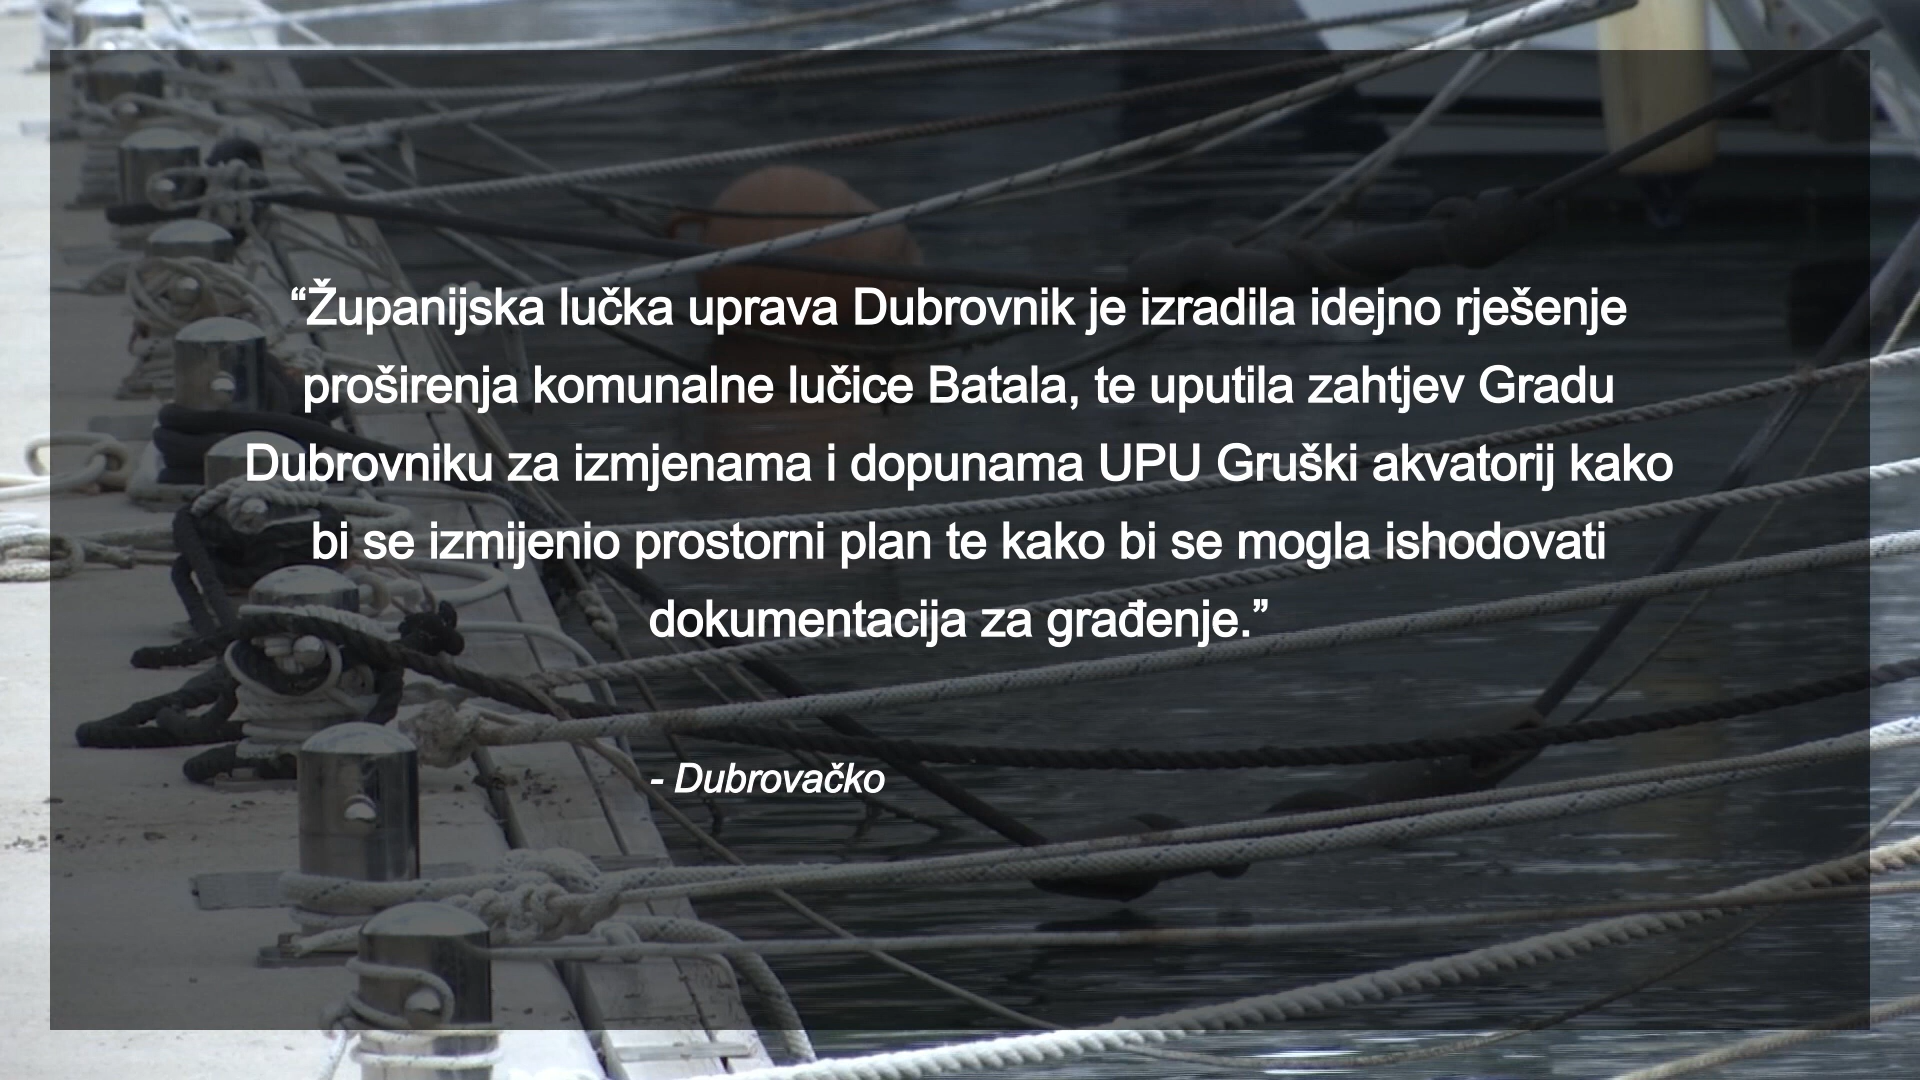 “Županijska lučka uprava Dubrovnik je izradila idejno rješenje
proširenja komunalne lučice Batala, te uputila zahtjev Gradu
Dubrovniku za izmjenama i dopunama UPU Gruški akvatorij kako
bi se izmijenio prostorni plan te kako bi se mogla ishodovati
dokumentacija za građenje.”
- Dubrovačko